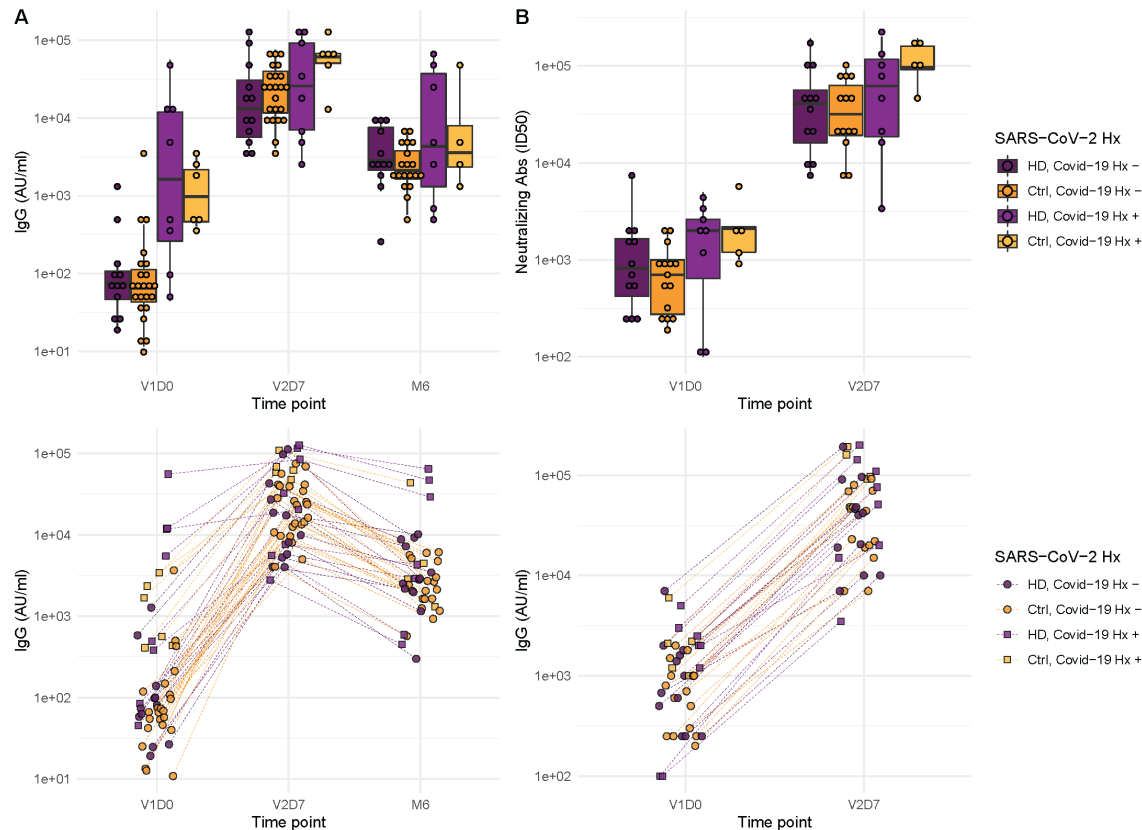 A
IgG (AU/ml)
1e+05
1e+04
1e+03
1e+02
1e+01
V1D0 V2D7 M6
Time point
B
Neutralizing Abs (ID50)
1e+05
1e+04
1e+03
1e+02
V1D0 V2D7
Time point
SARS−CoV−2 Hx
HD, Covid−19 Hx −
Ctrl, Covid−19 Hx −
HD, Covid−19 Hx +
Ctrl, Covid−19 Hx +
IgG (AU/ml)
1e+05
1e+04
1e+03
1e+02
1e+01
V1D0 V2D7 M6
Time point
IgG (AU/ml)
1e+05
1e+04
1e+03
1e+02
V1D0 V2D7
Time point
SARS−CoV−2 Hx
HD, Covid−19 Hx −
Ctrl, Covid−19 Hx −
HD, Covid−19 Hx +
Ctrl, Covid−19 Hx +